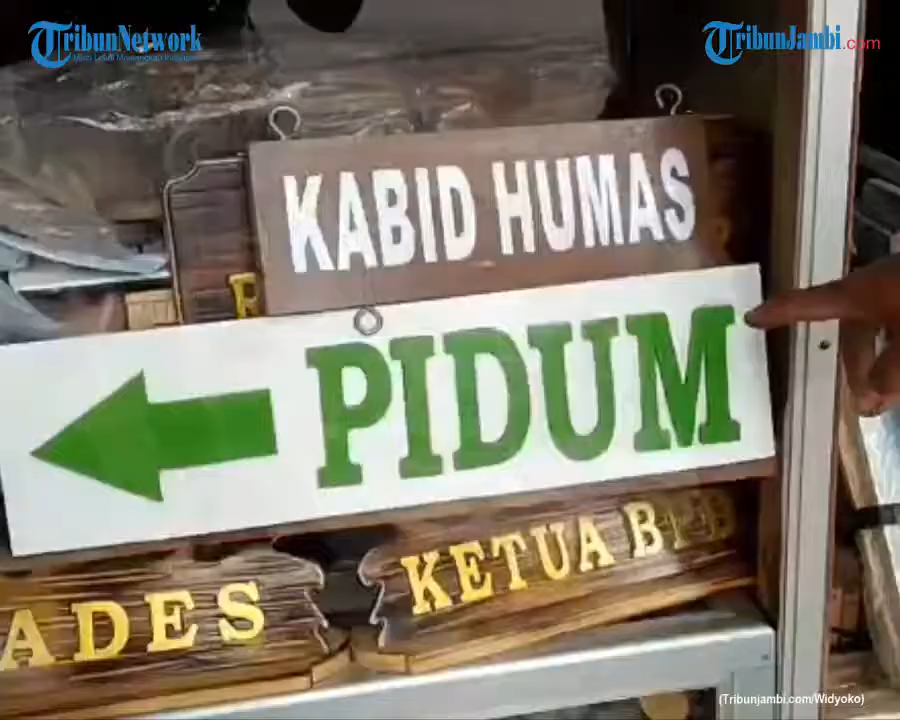 TribunNetwork
TribunJambi.com
KABID HUMAS
PIDUM
ADES
KETUA
(Tribunjambi.com/Widyoko)